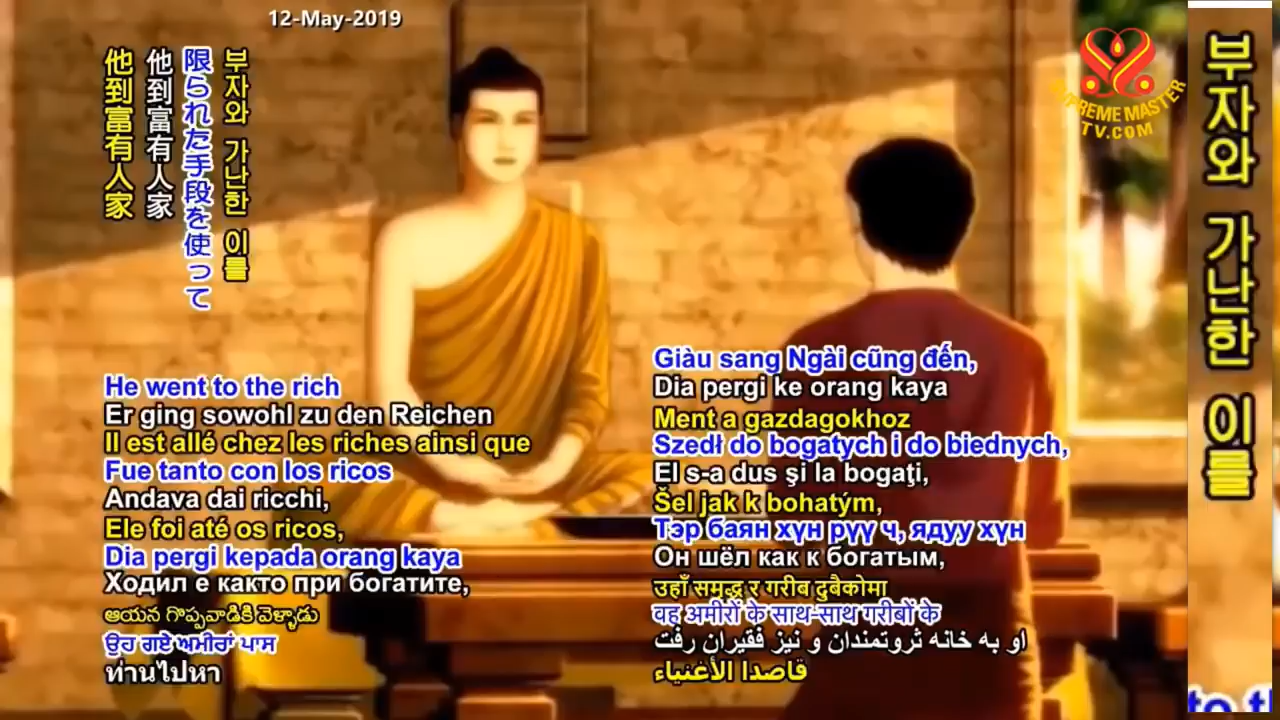 12-May-2019
SUPREME MASTER
TV.COM
부자와 가난한 이를
限られた手段を使って
他到富有人家
他到富有人家
He went to the rich
Er ging sowohl zu den Reichen
Il est allé chez les riches ainsi que
Fue tanto con los ricos
Andava dai ricchi,
Ele foi até os ricos,
Dia pergi kepada orang kaya
Ходил е както при богатите,
ఆయన గొప్పవాడికి వెళ్ళాడు
ਉਹ ਗਏ ਅਮੀਰਾਂ ਪਾਸ
ท่านไปหา
Giàu sang Ngài cũng đến,
Dia pergi ke orang kaya
Ment a gazdagokhoz
Szedł do bogatych i do biednych,
El s-a dus şi la bogaţi,
Šel jak k bohatým,
Тэр баян хүн рүү ч, ядуу хүн
Он шёл как к богатым,
उहाँ समृद्ध र गरीब दुबैकोमा
वह अमीरों के साथ-साथ गरीबों के
او به خانه ثروتمندان و نیز فقیران رفت
قاصدا الأغنياء
부자와 가난한 이를
to th